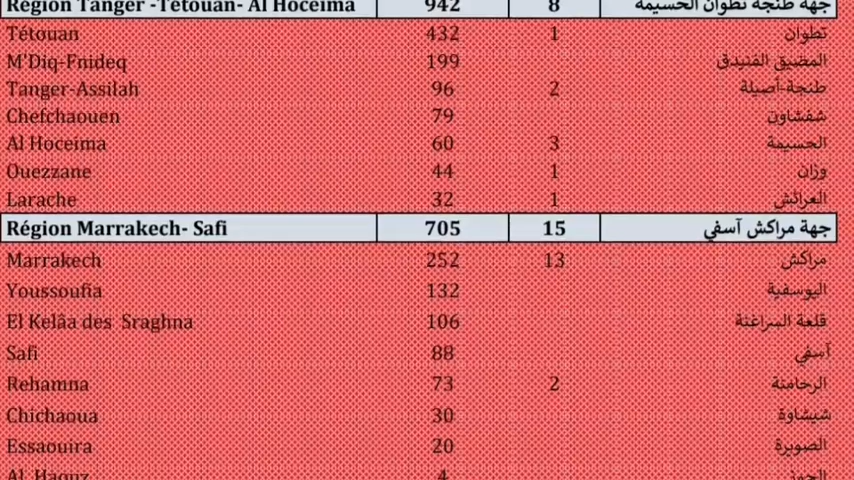 Région Tanger -Tétouan- Al Hoceima 942 8 جهة طنجة تطوان الحسيمة
Tétouan 432 1 تطوان
M'Diq-Fnideq 199 المضيق الفنيدق
Tanger-Assilah 96 2 طنجة-أصيلة
Chefchaouen 79 شفشاون
Al Hoceima 60 3 الحسيمة
Ouezzane 44 1 وزان
Larache 32 1 العرائش
Région Marrakech- Safi 705 15 جهة مراكش آسفي
Marrakech 252 13 مراكش
Youssoufia 132 اليوسفية
El Kelâa des Sraghna 106 قلعة السراغنة
Safi 88 آسفي
Rehamna 73 2 الرحامنة
Chichaoua 30 شيشاوة
Essaouira 20 الصويرة
Al Haouz 4 الحوز